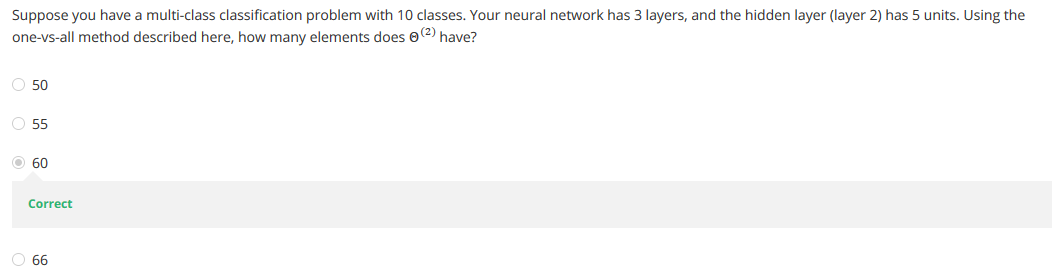 Suppose you have a multi-class classification problem with 10 classes. Your neural network has 3 layers, and the hidden layer (layer 2) has 5 units. Using the
one-vs-all method described here, how many elements does Θ⁽²⁾ have?
50
55
60
Correct
66